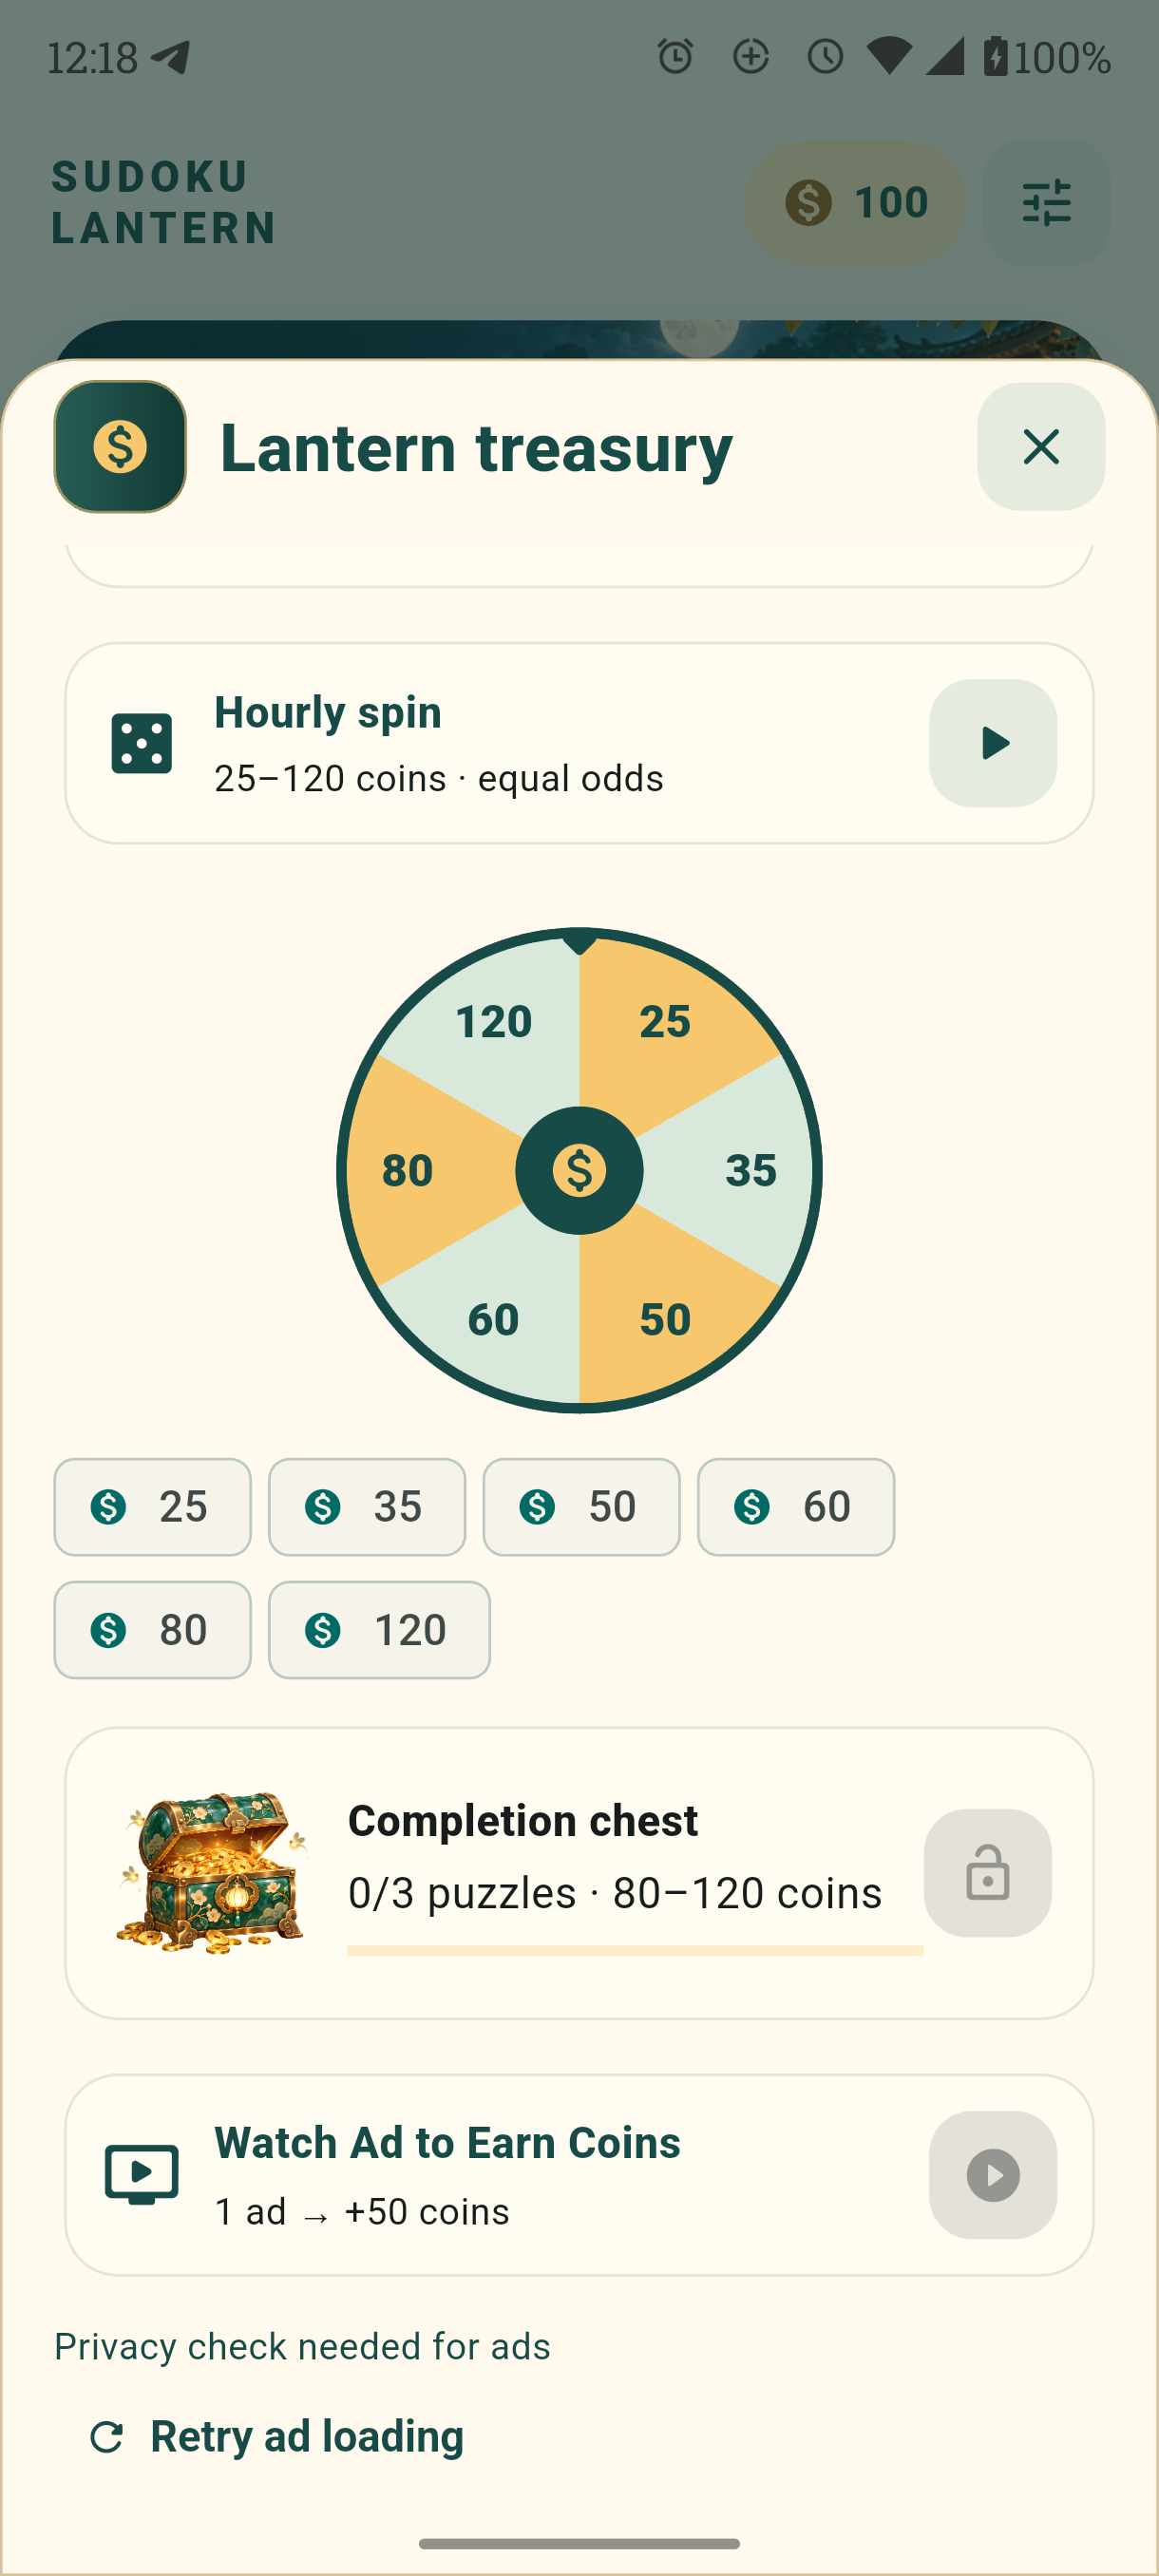 12:18
100%
SUDOKU
LANTERN
100
Lantern treasury
Hourly spin
25–120 coins · equal odds
120
25
80
35
60
50
25
35
50
60
80
120
Completion chest
0/3 puzzles · 80–120 coins
Watch Ad to Earn Coins
1 ad → +50 coins
Privacy check needed for ads
Retry ad loading